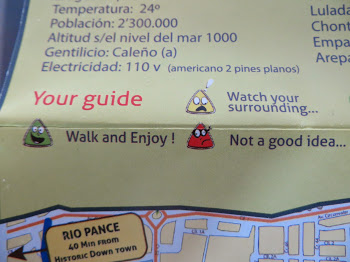 Temperatura: 24º
Población: 2'300.000
Altitud s/el nivel del mar 1000
Gentilicio: Caleño (a)
Electricidad: 110 v (americano 2 pines planos)
Lulada
Chont
Empa
Arepa
Your guide
Watch your
surrounding...
Walk and Enjoy !
Not a good idea...
RIO PANCE
40 Min from
Historic Down town